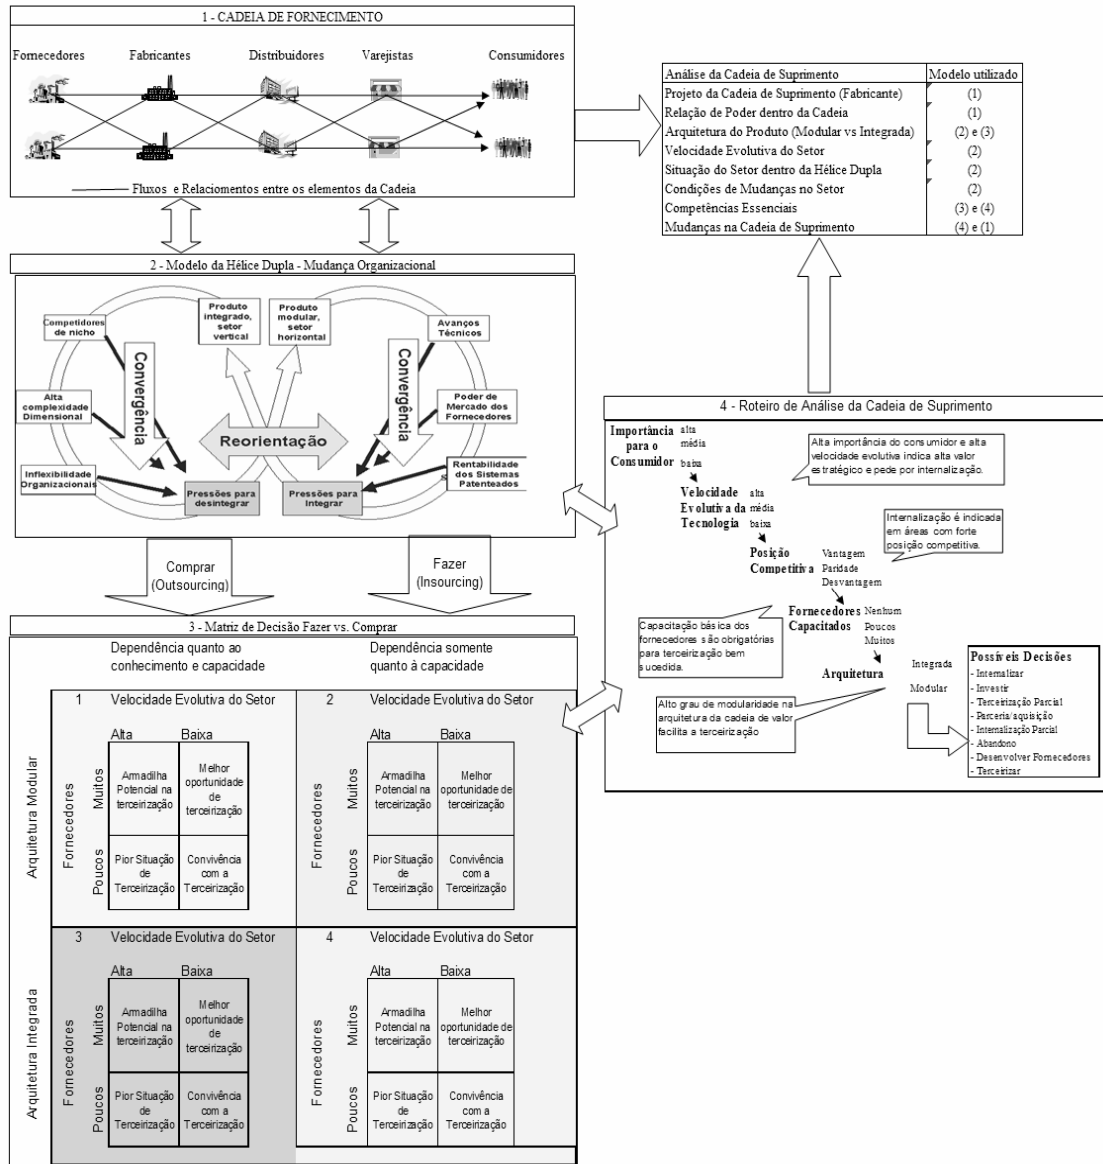 1 - CADEIA DE FORNECIMENTO
Fornecedores
Fabricantes
Distribuidores
Varejistas
Consumidores
Fluxos e Relaciomentos entre os elementos da Cadeia
Análise da Cadeia de Suprimento Modelo utilizado
Projeto da Cadeia de Suprimento (Fabricante) (1)
Relação de Poder dentro da Cadeia (1)
Arquitetura do Produto (Modular vs Integrada) (2) e (3)
Velocidade Evolutiva do Setor (2)
Situação do Setor dentro da Hélice Dupla (2)
Condições de Mudanças no Setor (2)
Competências Essenciais (3) e (4)
Mudanças na Cadeia de Suprimento (4) e (1)
2 - Modelo da Hélice Dupla - Mudança Organizacional
Competidores
de nicho
Alta
complexidade
Dimensional
Inflexibilidade
Organizacionais
Convergência
Produto
integrado,
setor
vertical
Produto
modular,
setor
horizontal
Convergência
Reorientação
Pressões para
desintegrar
Pressões para
Integrar
Avanços
Técnicos
Poder de
Mercado dos
Fornecedores
Rentabilidade
dos Sistemas
Patenteados
Comprar
(Outsourcing)
Fazer
(Insourcing)
4 - Roteiro de Análise da Cadeia de Suprimento
Importância
para o
Consumidor
alta
média
baixa
Alta importância do consumidor e alta
velocidade evolutiva indica alta valor
estratégico e pede por internalização.
Velocidade
Evolutiva da
Tecnologia
alta
média
baixa
Internalização é indicada
em áreas com forte
posição competitiva.
Posição
Competitiva
Vantagem
Paridade
Desvantagem
Fornecedores
Capacitados
Nenhum
Poucos
Muitos
Capacitação básica dos
fornecedores são obrigatórias
para terceirização bem
sucedida.
Arquitetura
Integrada
Modular
Alto grau de modularidade na
arquitetura da cadeia de valor
facilita a terceirização
Possíveis Decisões
- Internalizar
- Investir
- Terceirização Parcial
- Parceria/aquisição
- Internalização Parcial
- Abandono
- Desenvolver Fornecedores
- Terceirizar
3 - Matriz de Decisão Fazer vs. Comprar
Dependência quanto ao
conhecimento e capacidade
Dependência somente
quanto à capacidade
Arquitetura Modular
1 Velocidade Evolutiva do Setor
Alta Baixa
Fornecedores
Muitos
Poucos
Armadilha
Potencial na
terceirização
Melhor
oportunidade
de
terceirização
Pior Situação
de
Terceirização
Convivência
com a
Terceirização
2 Velocidade Evolutiva do Setor
Alta Baixa
Fornecedores
Muitos
Poucos
Armadilha
Potencial na
terceirização
Melhor
oportunidade de
terceirização
Pior Situação
de
Terceirização
Convivência
com a
Terceirização
Arquitetura Integrada
3 Velocidade Evolutiva do Setor
Alta Baixa
Fornecedores
Muitos
Poucos
Armadilha
Potencial na
terceirização
Melhor
oportunidade
de
terceirização
Pior Situação
de
Terceirização
Convivência
com a
Terceirização
4 Velocidade Evolutiva do Setor
Alta Baixa
Fornecedores
Muitos
Poucos
Armadilha
Potencial na
terceirização
Melhor
oportunidade de
terceirização
Pior Situação
de
Terceirização
Convivência
com a
Terceirização